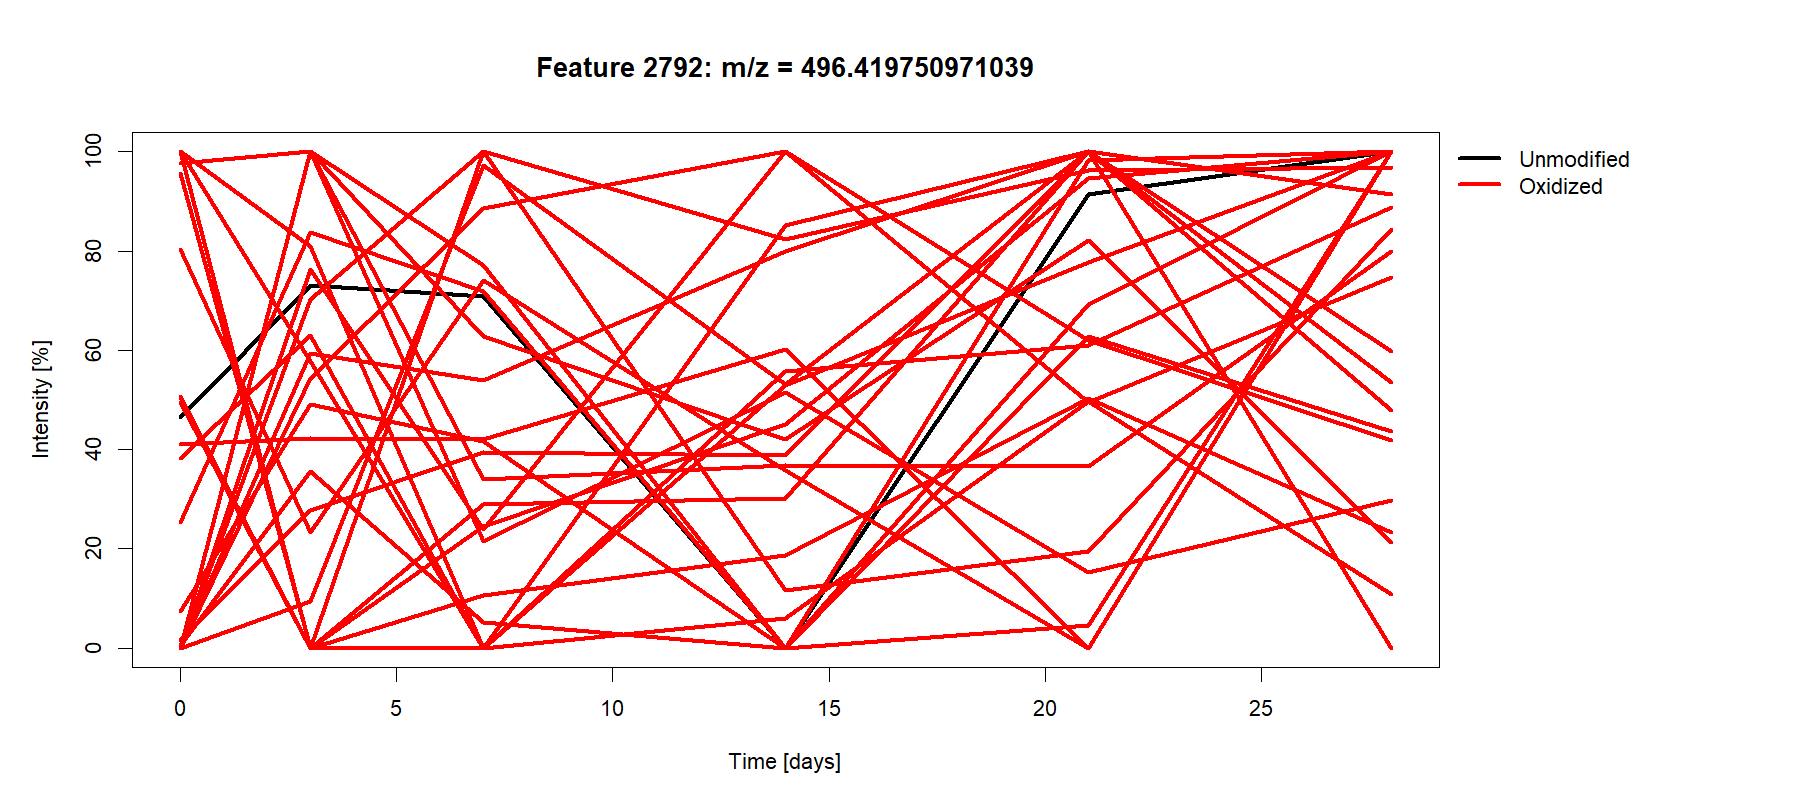 Feature 2792: m/z = 496.419750971039
Unmodified
Oxidized
Intensity [%]
100
80
60
40
20
0
0 5 10 15 20 25
Time [days]